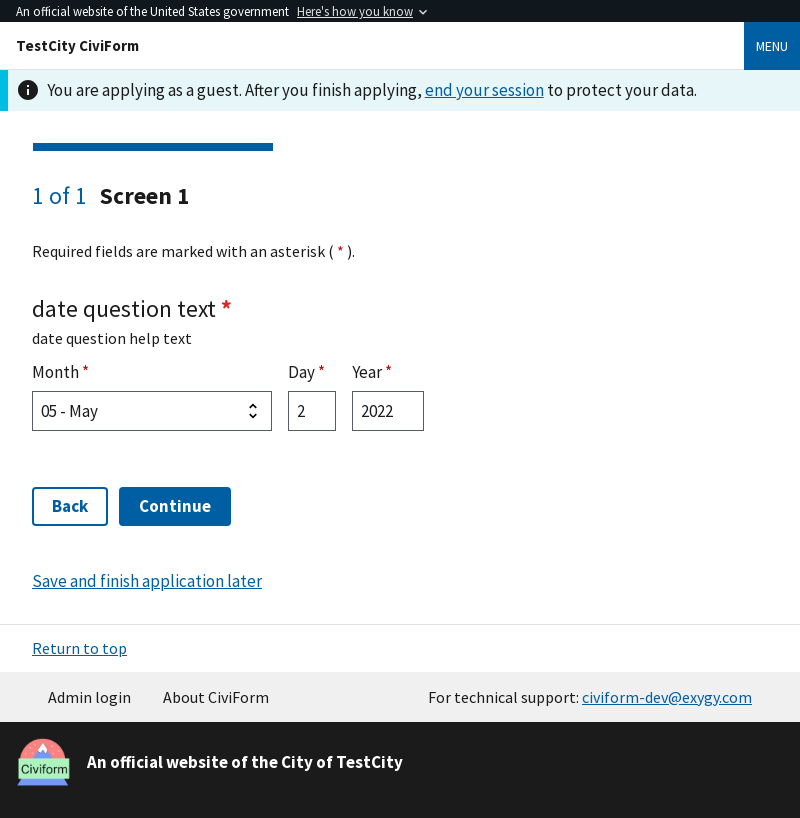 An official website of the United States government Here's how you know
TestCity CiviForm
MENU
You are applying as a guest. After you finish applying, end your session to protect your data.
1 of 1 Screen 1
Required fields are marked with an asterisk ( * ).
date question text *
date question help text
Month * Day * Year *
05 - May 2 2022
Back Continue
Save and finish application later
Return to top
Admin login About CiviForm For technical support: civiform-dev@exygy.com
Civiform
An official website of the City of TestCity